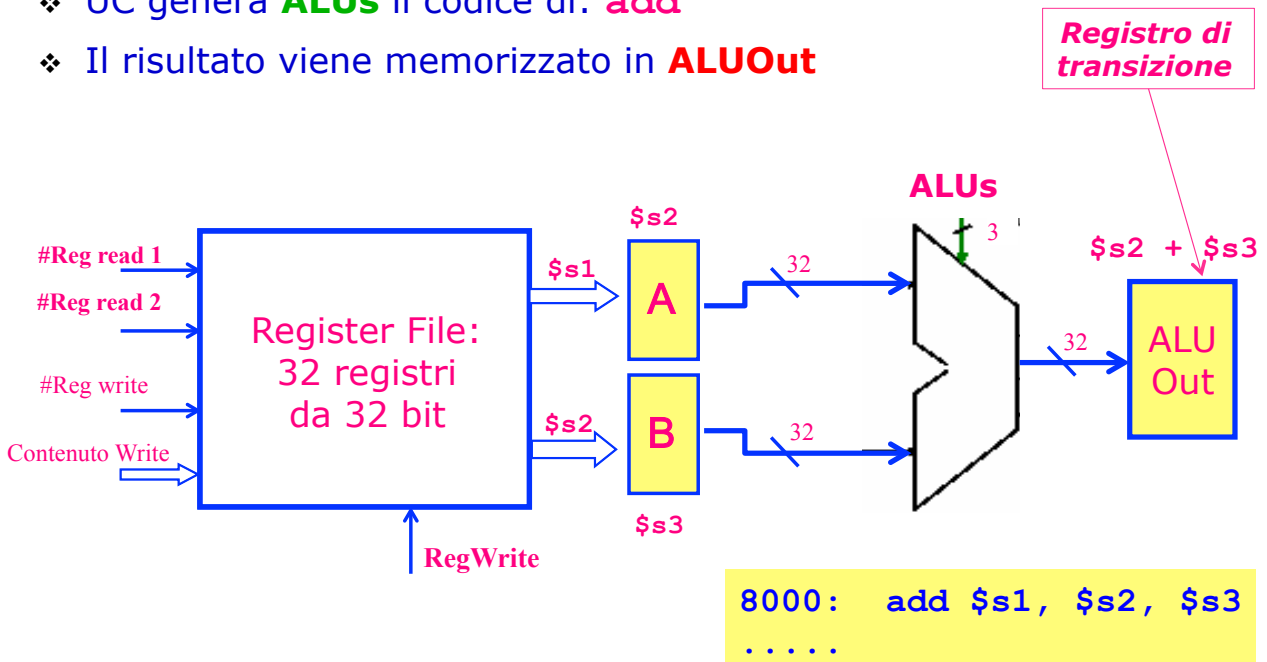 ❖ UC genera ALUs il codice di: add
❖ Il risultato viene memorizzato in ALUOut
Registro di
transizione
ALUs
$s2
3
$s2 + $s3
#Reg read 1
$s1
32
#Reg read 2
A
Register File:
32 registri
da 32 bit
32
ALU
Out
#Reg write
$s2
B
32
Contenuto Write
$s3
RegWrite
8000: add $s1, $s2, $s3
.....